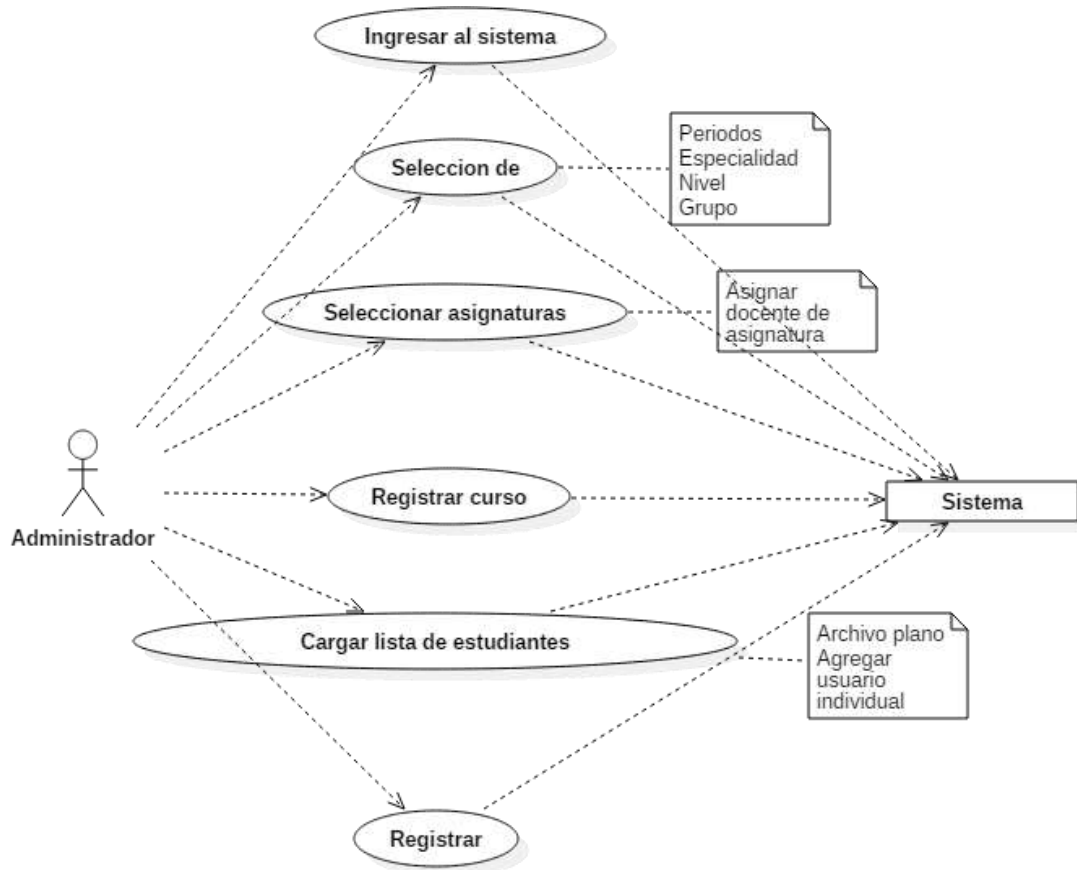 Ingresar al sistema
Seleccion de
Periodos
Especialidad
Nivel
Grupo
Seleccionar asignaturas
Asignar
docente de
asignatura
Registrar curso
Sistema
Administrador
Cargar lista de estudiantes
Archivo plano
Agregar
usuario
individual
Registrar